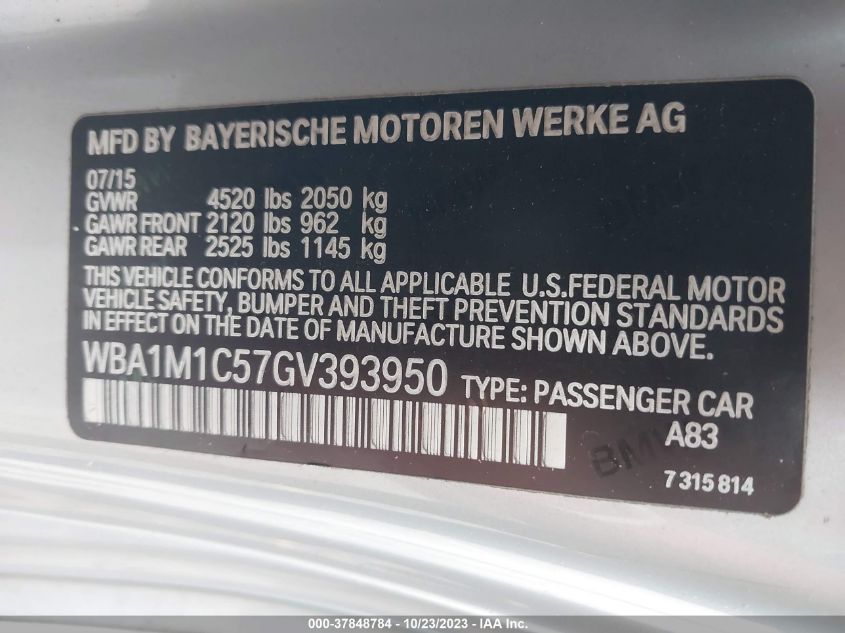 MFD BY BAYERISCHE MOTOREN WERKE AG
07/15
GVWR 4520 lbs 2050 kg
GAWR FRONT 2120 lbs 962 kg
GAWR REAR 2525 lbs 1145 kg
THIS VEHICLE CONFORMS TO ALL APPLICABLE U.S.FEDERAL MOTOR
VEHICLE SAFETY, BUMPER AND THEFT PREVENTION STANDARDS
IN EFFECT ON THE DATE OF MANUFACTURE SHOWN ABOVE.
WBA1M1C57GV393950 TYPE: PASSENGER CAR
A83
BMW
7 315 814
000-37848784 - 10/23/2023 - IAA Inc.